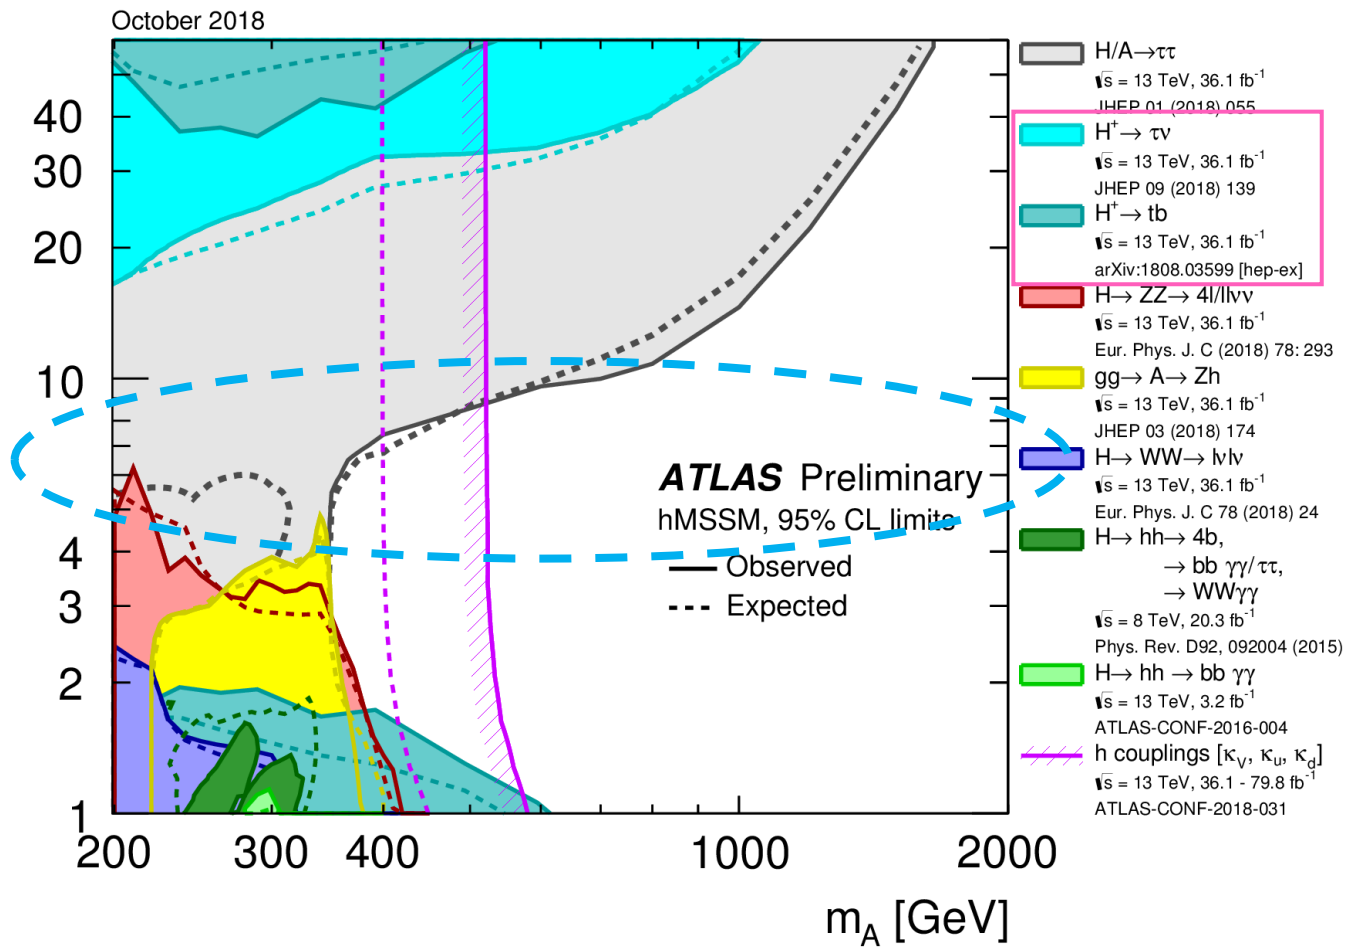 October 2018
40
30
20
10
4
3
2
1
200
300
400
1000
2000
m_A [GeV]
ATLAS Preliminary
hMSSM, 95% CL limits
Observed
Expected
H/A→ττ
√s = 13 TeV, 36.1 fb⁻¹
JHEP 01 (2018) 055
H⁺→ τν
√s = 13 TeV, 36.1 fb⁻¹
JHEP 09 (2018) 139
H⁺→ tb
√s = 13 TeV, 36.1 fb⁻¹
arXiv:1808.03599 [hep-ex]
H→ ZZ→ 4l/llνν
√s = 13 TeV, 36.1 fb⁻¹
Eur. Phys. J. C (2018) 78: 293
gg→ A→ Zh
√s = 13 TeV, 36.1 fb⁻¹
JHEP 03 (2018) 174
H→ WW→ lνlν
√s = 13 TeV, 36.1 fb⁻¹
Eur. Phys. J. C 78 (2018) 24
H→ hh→ 4b,
→ bb γγ/ττ,
→ WWγγ
√s = 8 TeV, 20.3 fb⁻¹
Phys. Rev. D92, 092004 (2015)
H→ hh → bb γγ
√s = 13 TeV, 3.2 fb⁻¹
ATLAS-CONF-2016-004
h couplings [κ_V, κ_u, κ_d]
√s = 13 TeV, 36.1 - 79.8 fb⁻¹
ATLAS-CONF-2018-031